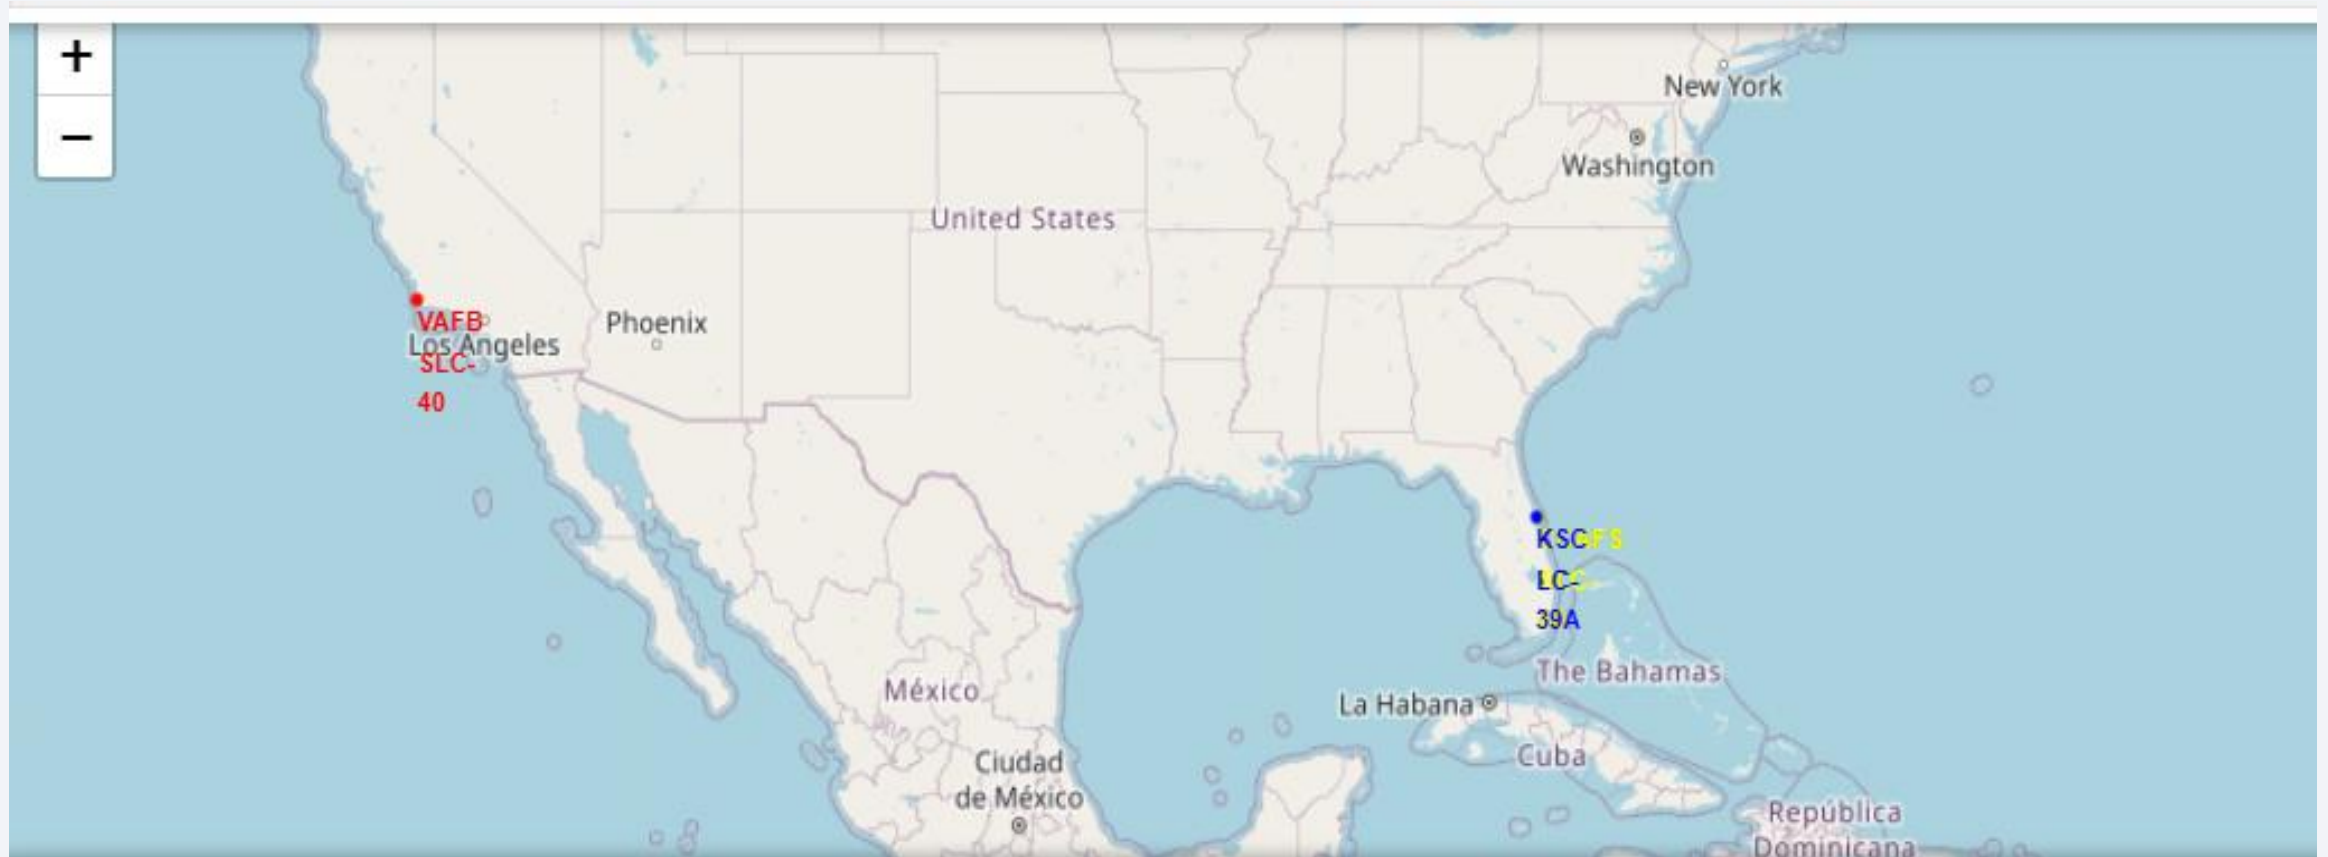 +
−
New York
Washington
United States
VAFB
Los Angeles
SLC-
40
Phoenix
KSC
LC-
39A
The Bahamas
La Habana
México
Cuba
Ciudad
de México
República
Dominicana